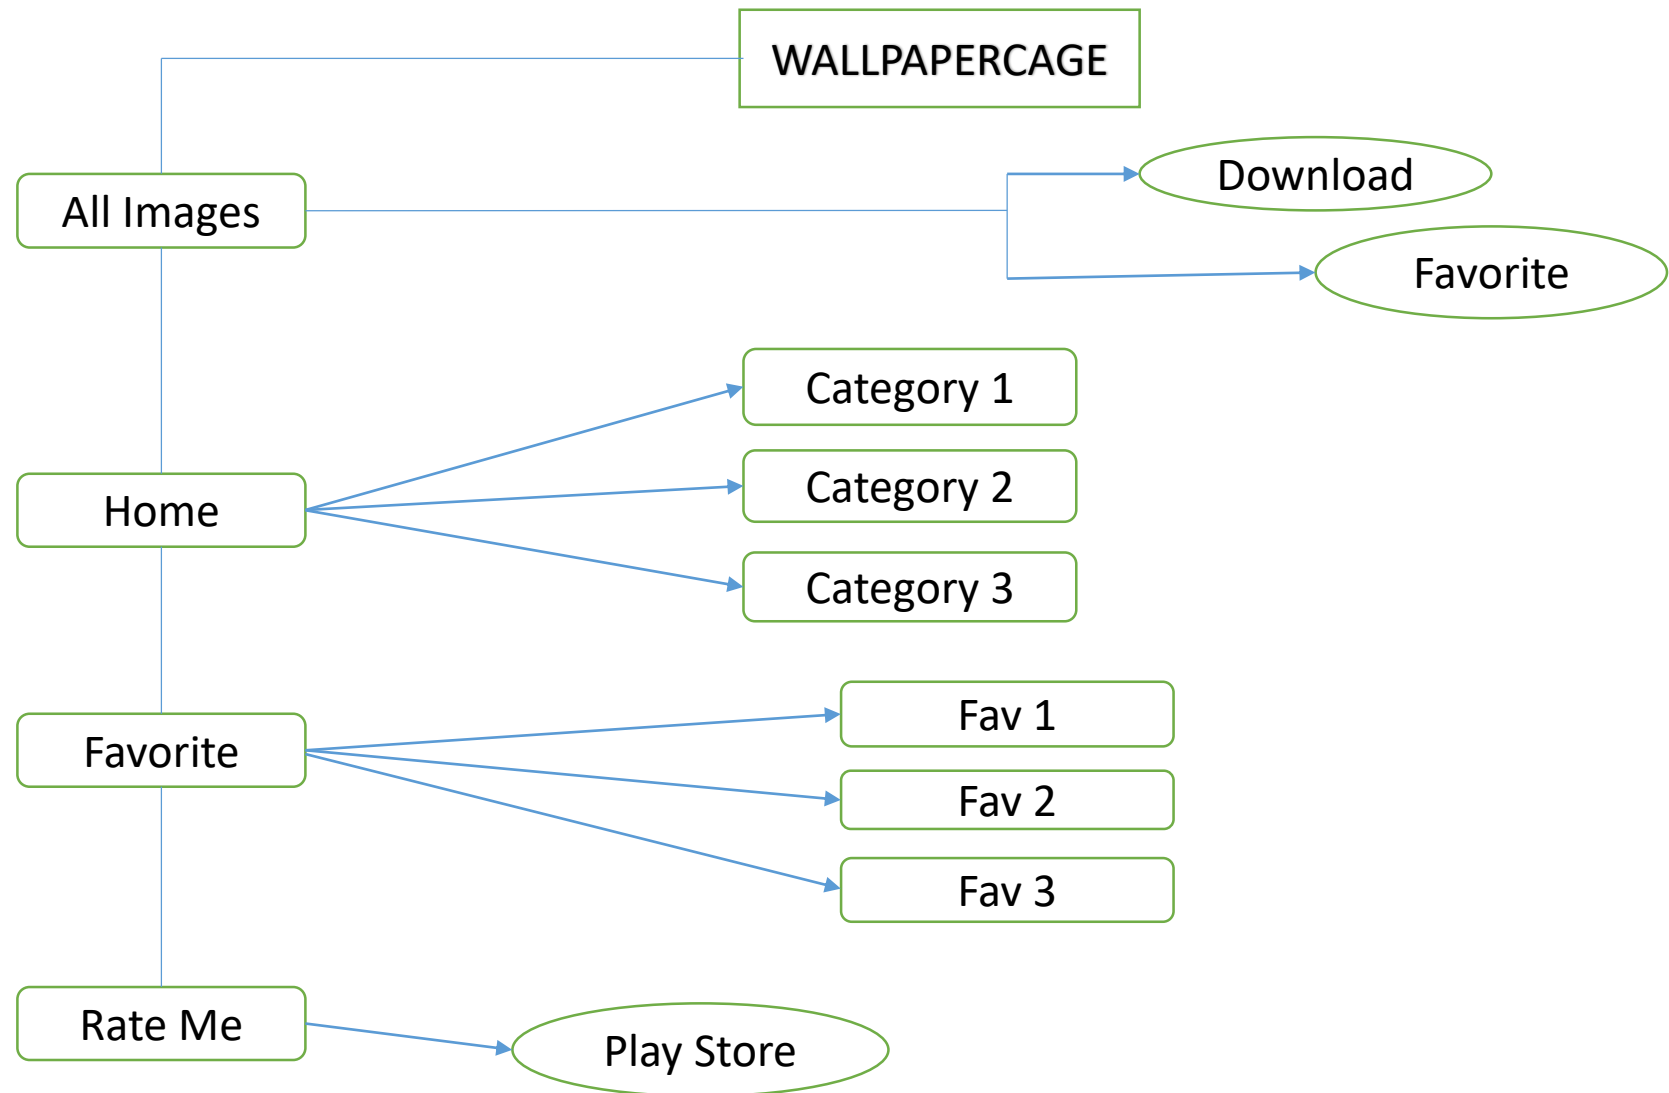 WALLPAPERCAGE
All Images
Download
Favorite
Home
Category 1
Category 2
Category 3
Favorite
Fav 1
Fav 2
Fav 3
Rate Me
Play Store